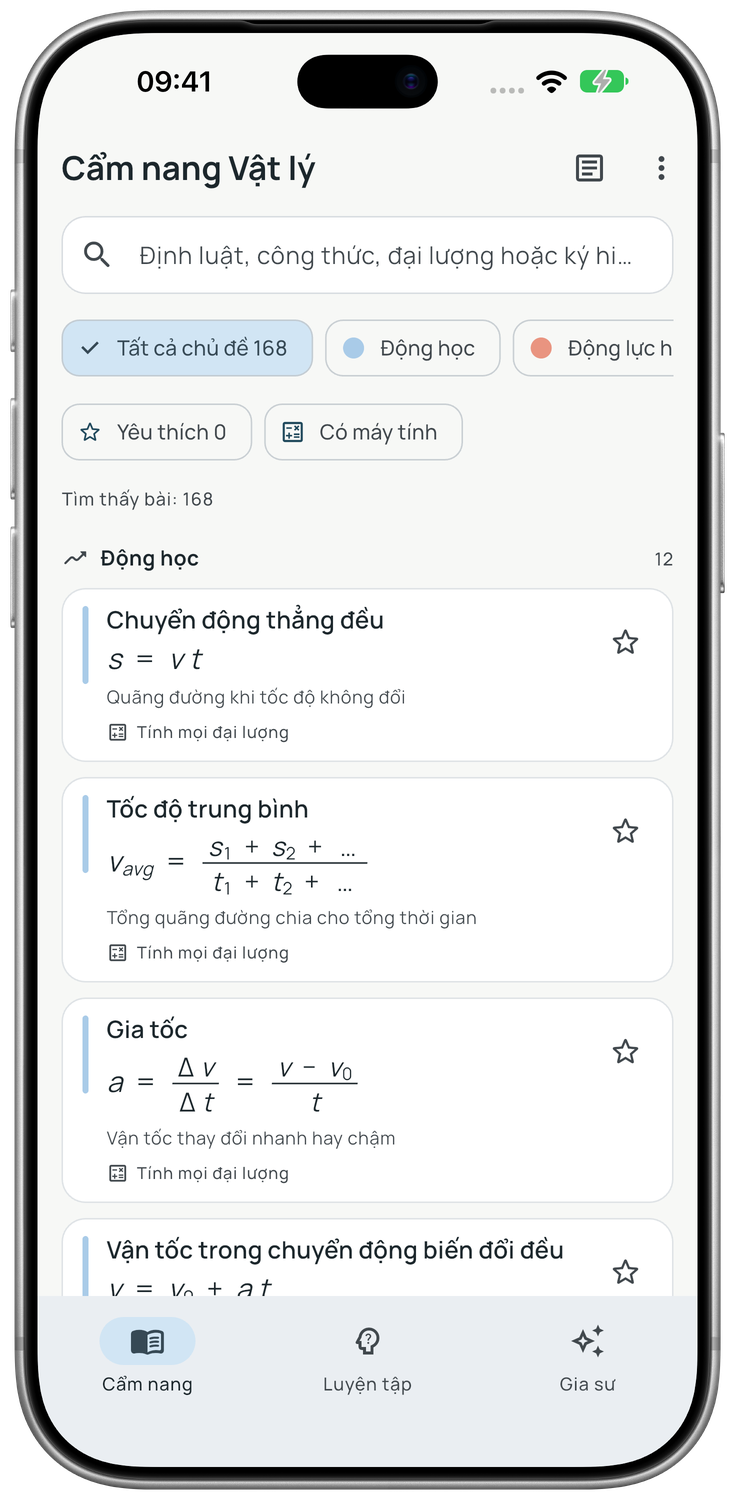 09:41
Cẩm nang Vật lý
Định luật, công thức, đại lượng hoặc ký hi...
Tất cả chủ đề 168
Động học
Động lực h
Yêu thích 0
Có máy tính
Tìm thấy bài: 168
Động học
12
Chuyển động thẳng đều
s = v t
Quãng đường khi tốc độ không đổi
Tính mọi đại lượng
Tốc độ trung bình
v_avg = (s₁ + s₂ + ...) / (t₁ + t₂ + ...)
Tổng quãng đường chia cho tổng thời gian
Tính mọi đại lượng
Gia tốc
a = Δ v / Δ t = (v − v₀) / t
Vận tốc thay đổi nhanh hay chậm
Tính mọi đại lượng
Vận tốc trong chuyển động biến đổi đều
v = v₀ + a t
Cẩm nang
Luyện tập
Gia sư